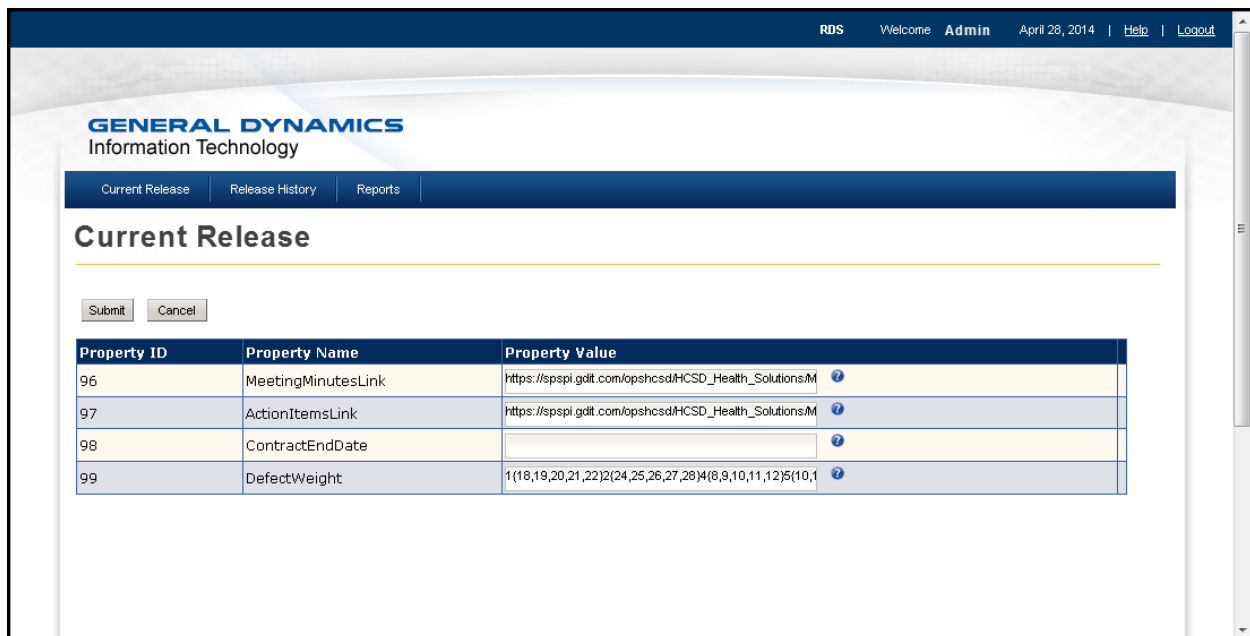 RDS Welcome Admin April 28, 2014 | Help | Logout
GENERAL DYNAMICS
Information Technology
Current Release Release History Reports
Current Release
Submit Cancel
Property ID Property Name Property Value
96 MeetingMinutesLink https://spspi.gdit.com/opshcsd/HCSD_Health_Solutions/M
97 ActionItemsLink https://spspi.gdit.com/opshcsd/HCSD_Health_Solutions/M
98 ContractEndDate
99 DefectWeight 1{18,19,20,21,22}2{24,25,26,27,28}4{8,9,10,11,12}5{10,1